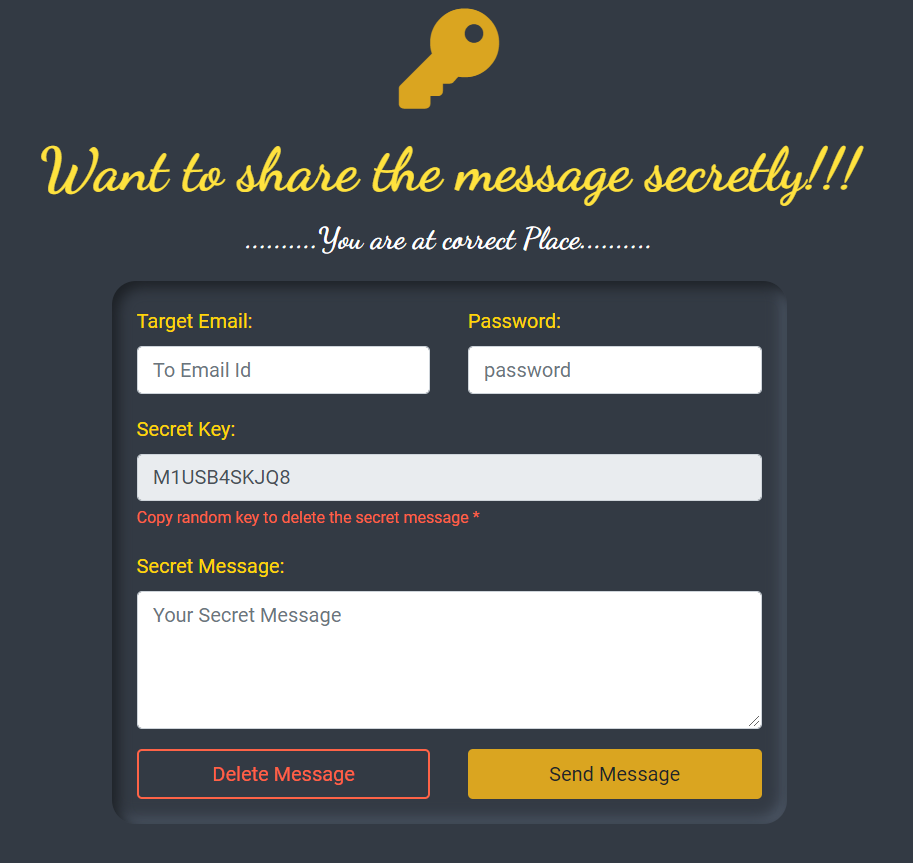 Want to share the message secretly!!!
..........You are at correct Place..........
Target Email: Password:
To Email Id password
Secret Key:
M1USB4SKJQ8
Copy random key to delete the secret message *
Secret Message:
Your Secret Message
Delete Message Send Message